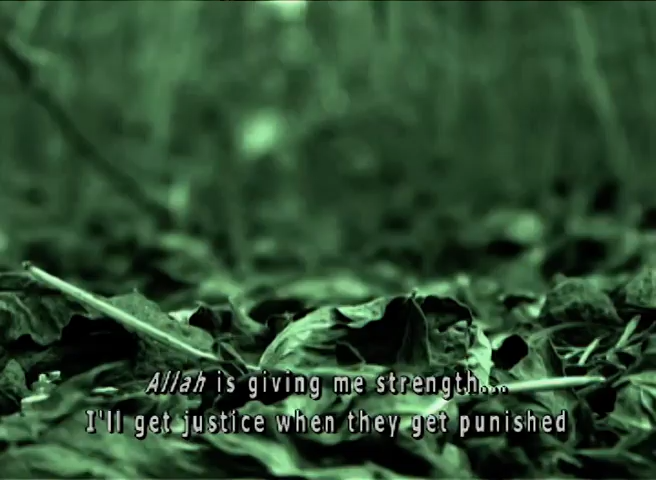 Allah is giving me strength...
I'll get justice when they get punished